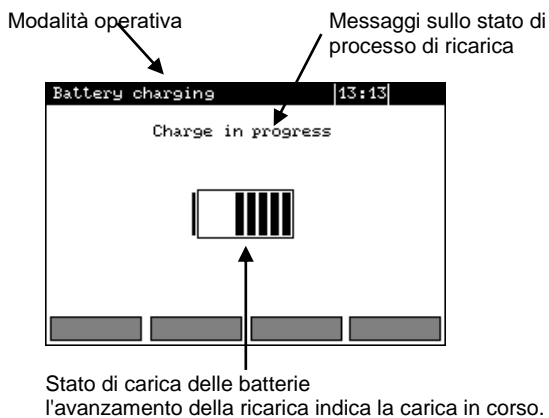 Modalità operativa
Messaggi sullo stato di
processo di ricarica
Battery charging 13:13
Charge in progress
Stato di carica delle batterie
l'avanzamento della ricarica indica la carica in corso.